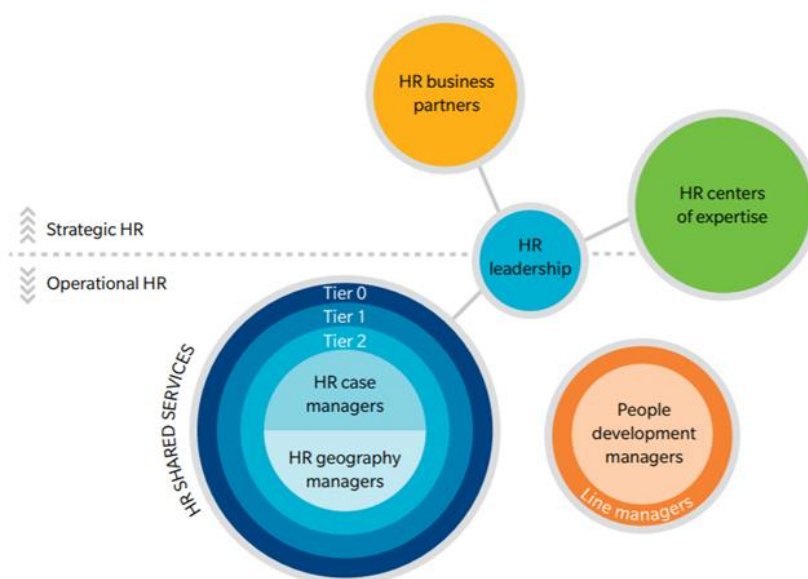 HR business
partners
HR centers
of expertise
Strategic HR
HR
leadership
Operational HR
Tier 0
Tier 1
Tier 2
HR case
managers
HR geography
managers
HR SHARED SERVICES
People
development
managers
Line managers